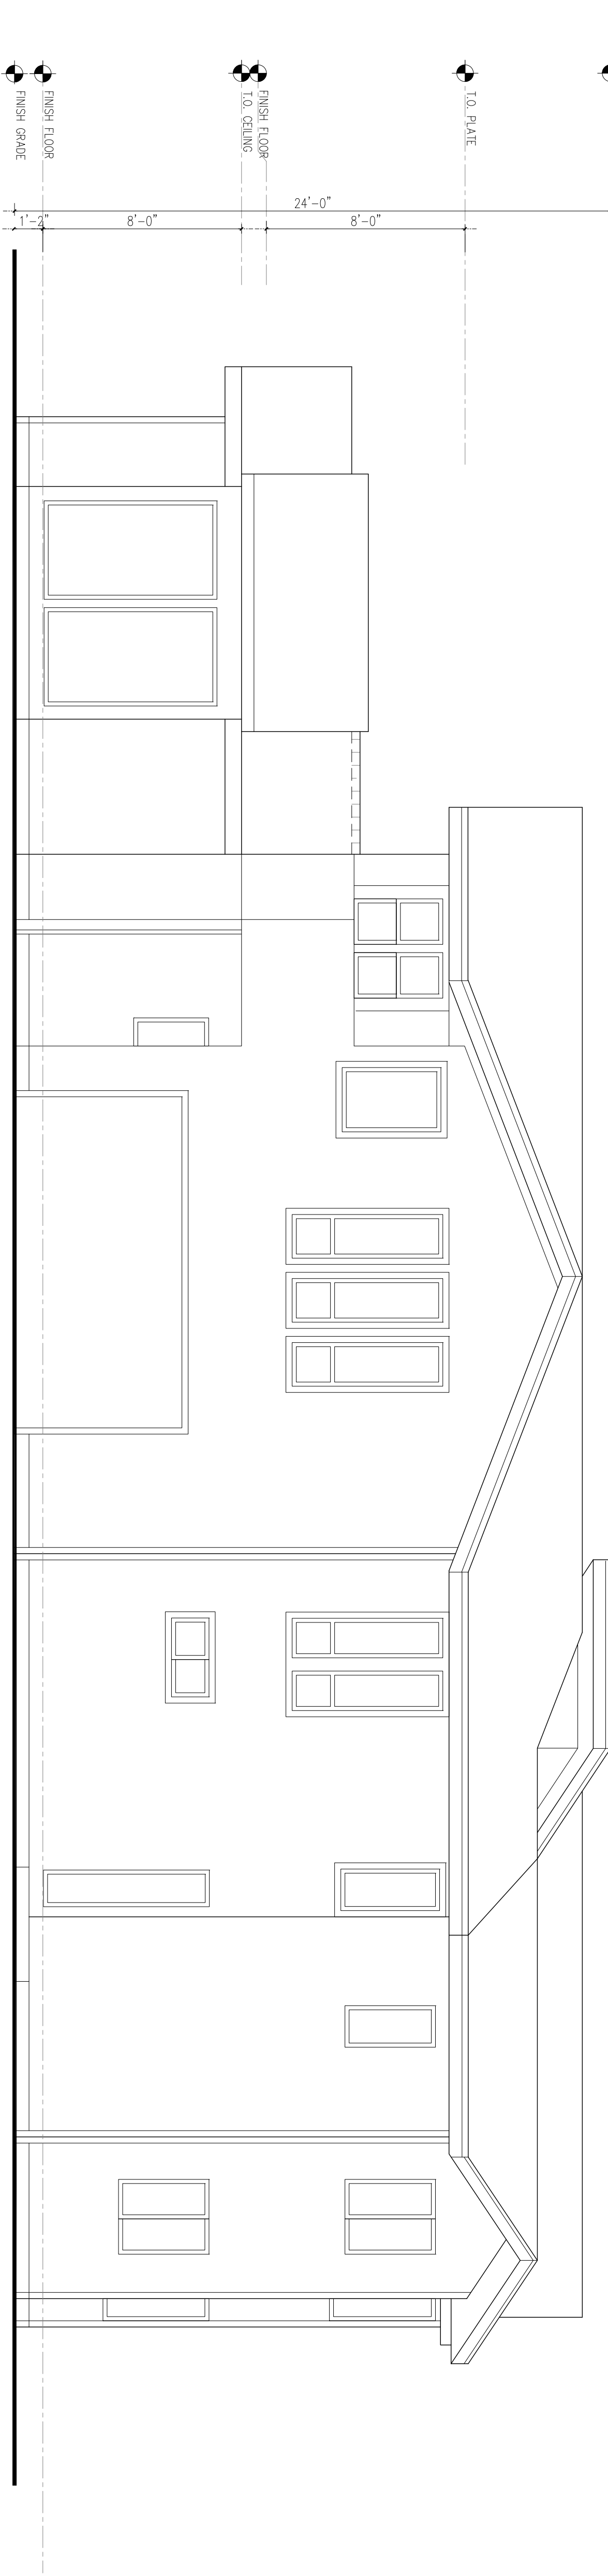 FINISH GRADE
FINISH FLOOR
T.O. CEILING
FINISH FLOOR
T.O. PLATE
24'-0"
1'-2"
8'-0"
8'-0"